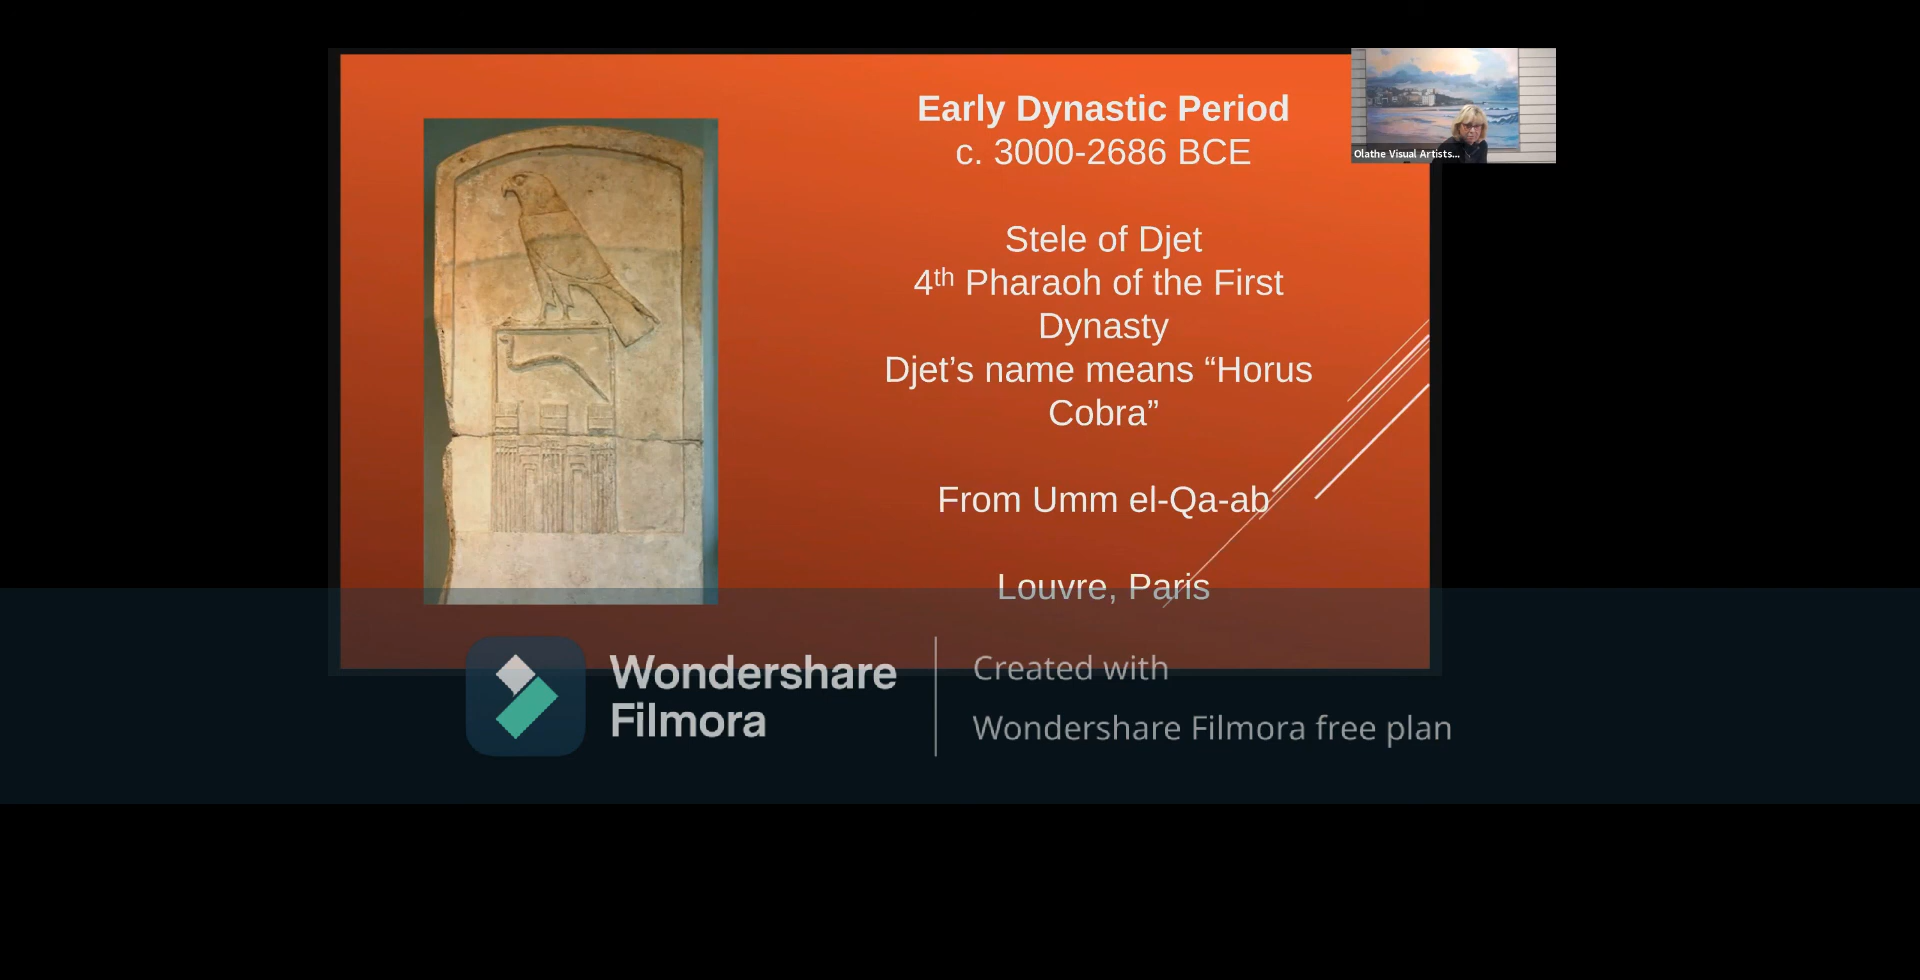 Early Dynastic Period
c. 3000-2686 BCE
Stele of Djet
4th Pharaoh of the First
Dynasty
Djet’s name means “Horus
Cobra”
From Umm el-Qa-ab
Louvre, Paris
Olathe Visual Artists...
Wondershare
Filmora
Created with
Wondershare Filmora free plan